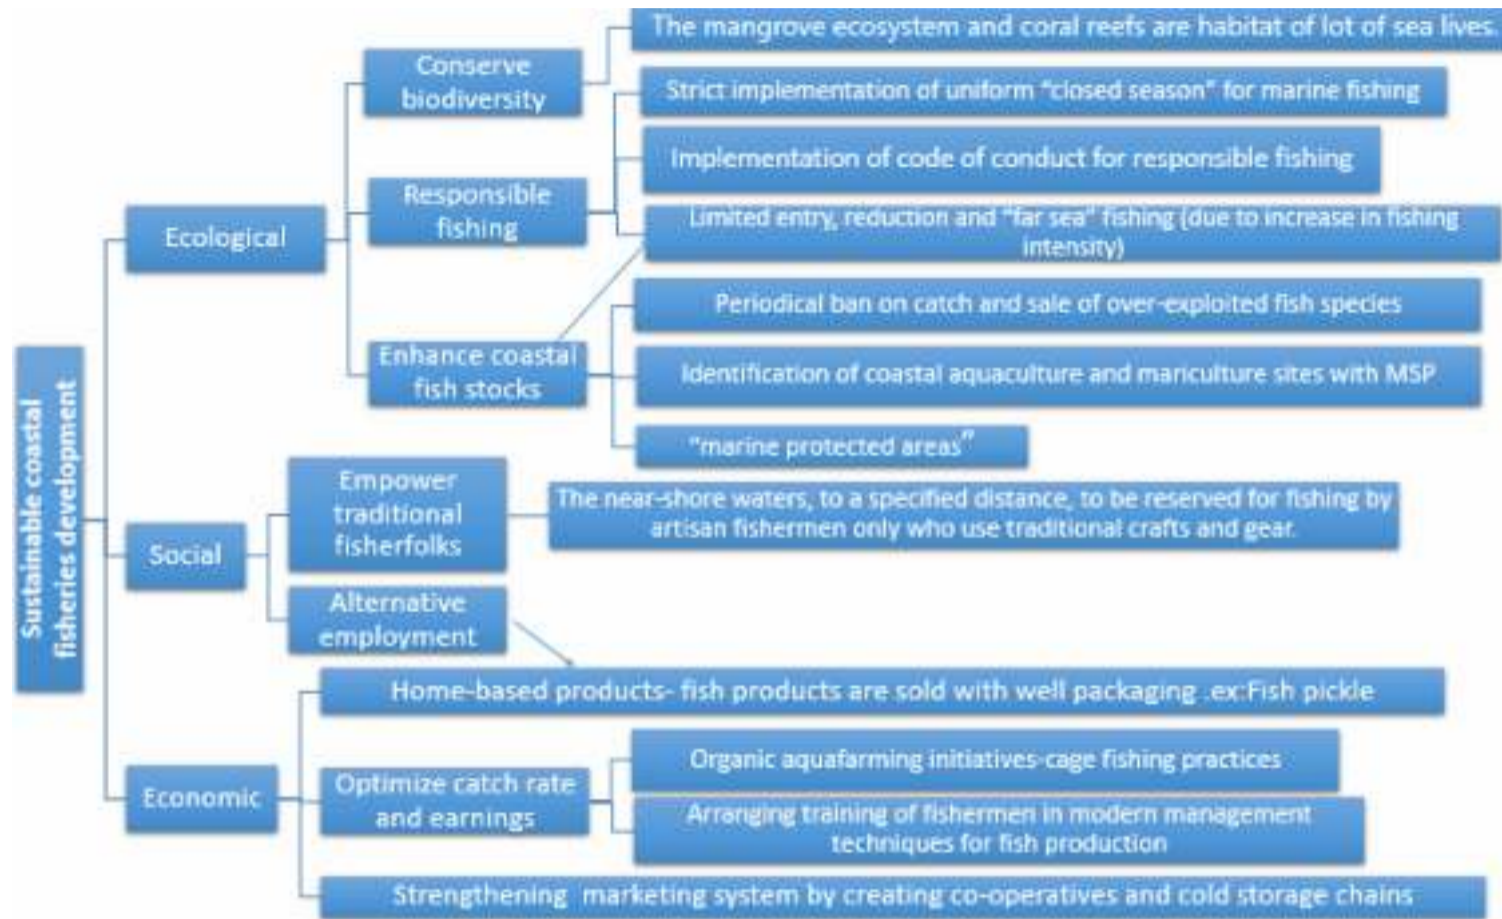 Sustainable coastal
fisheries development
Ecological
Conserve
biodiversity
The mangrove ecosystem and coral reefs are habitat of lot of sea lives.
Responsible
fishing
Strict implementation of uniform "closed season" for marine fishing
Implementation of code of conduct for responsible fishing
Limited entry, reduction and "far sea" fishing (due to increase in fishing
intensity)
Enhance coastal
fish stocks
Periodical ban on catch and sale of over-exploited fish species
Identification of coastal aquaculture and mariculture sites with MSP
"marine protected areas"
Social
Empower
traditional
fisherfolks
The near-shore waters, to a specified distance, to be reserved for fishing by
artisan fishermen only who use traditional crafts and gear.
Alternative
employment
Economic
Home-based products- fish products are sold with well packaging .ex:Fish pickle
Optimize catch rate
and earnings
Organic aquafarming initiatives-cage fishing practices
Arranging training of fishermen in modern management
techniques for fish production
Strengthening marketing system by creating co-operatives and cold storage chains